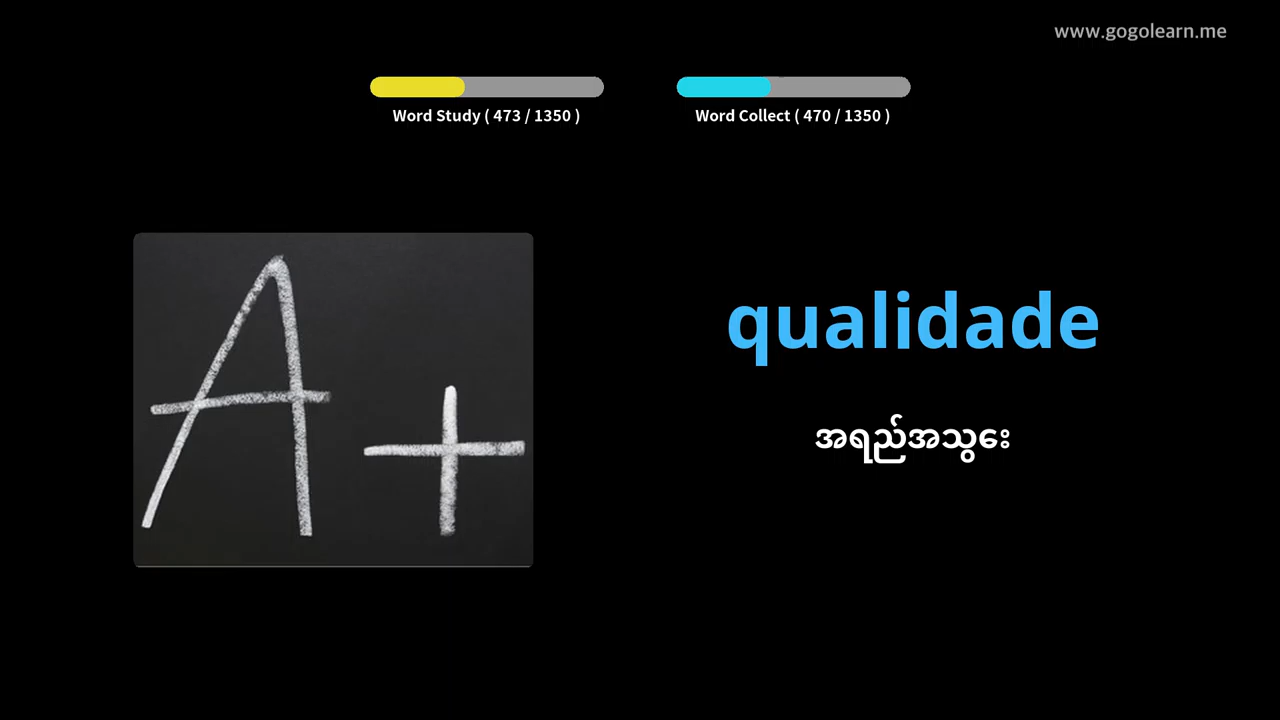 www.gogolearn.me
Word Study ( 473 / 1350 )
Word Collect ( 470 / 1350 )
A+
qualidade
အရည်အသွေး